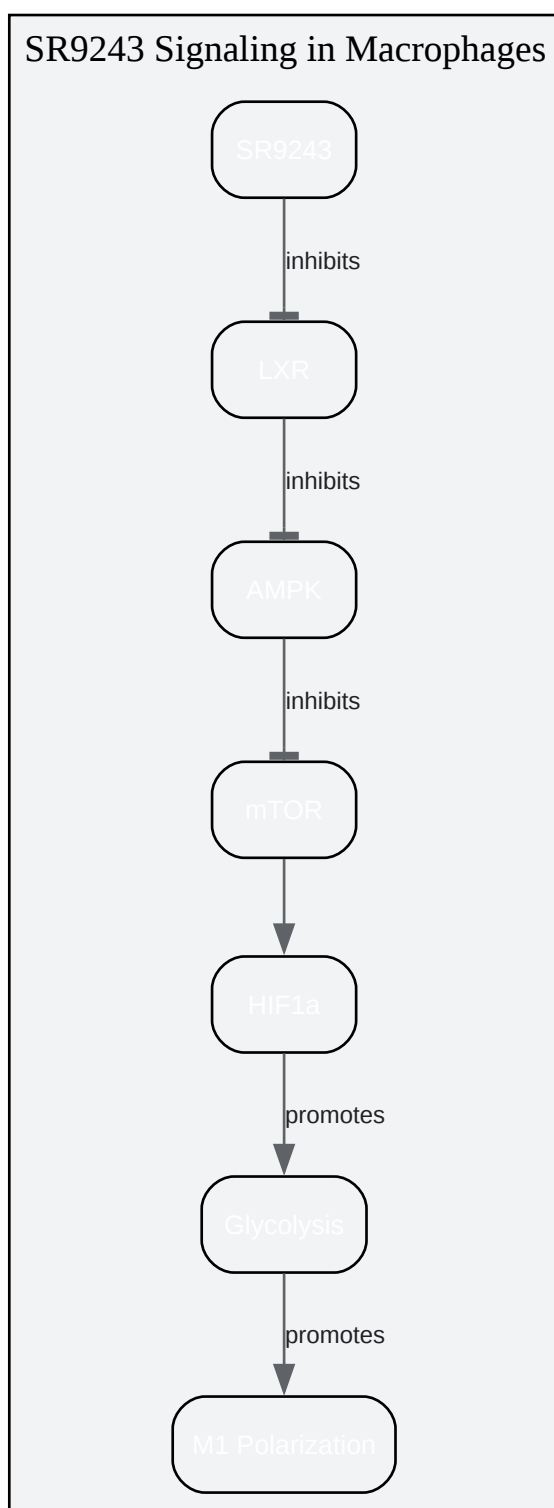 SR9243 Signaling in Macrophages
SR9243
inhibits
LXR
inhibits
AMPK
inhibits
mTOR
HIF1a
promotes
Glycolysis
promotes
M1 Polarization